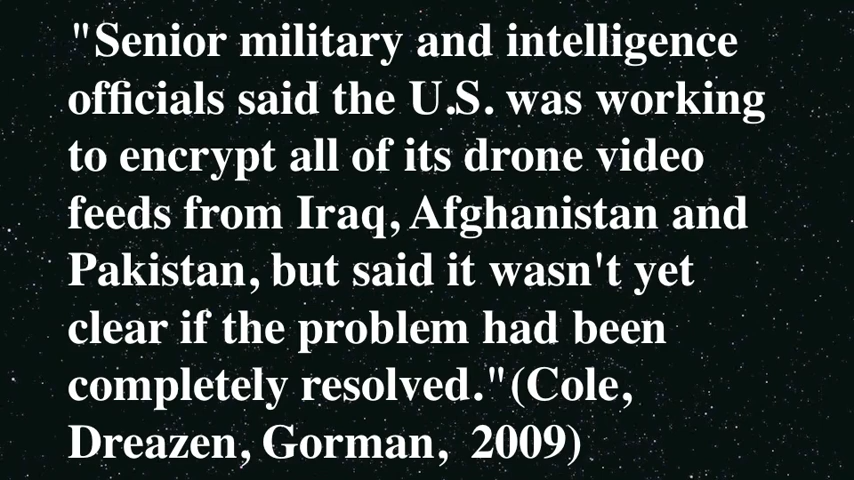 "Senior military and intelligence
officials said the U.S. was working
to encrypt all of its drone video
feeds from Iraq, Afghanistan and
Pakistan, but said it wasn't yet
clear if the problem had been
completely resolved."(Cole,
Dreazen, Gorman,  2009)